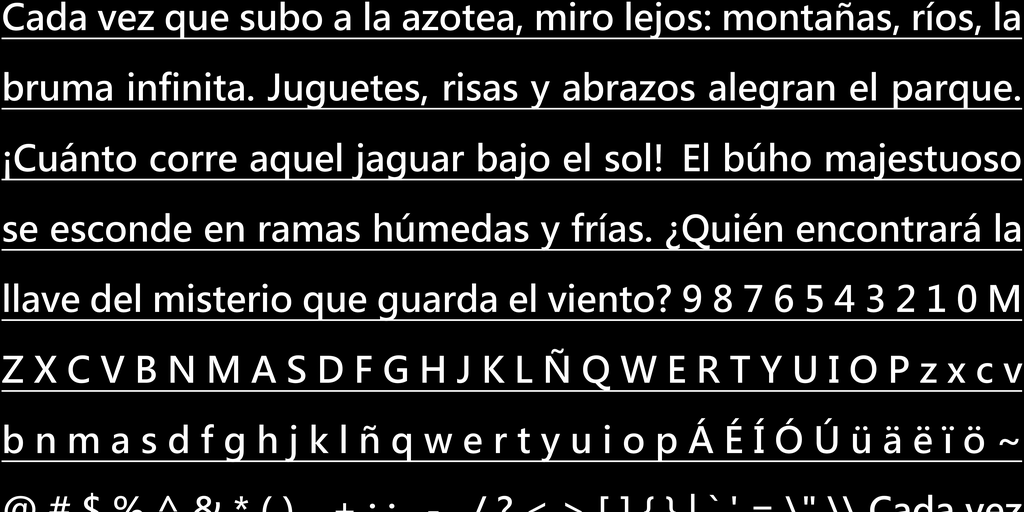 Cada vez que subo a la azotea, miro lejos: montañas, ríos, la
bruma infinita. Juguetes, risas y abrazos alegran el parque.
¡Cuánto corre aquel jaguar bajo el sol! El búho majestuoso
se esconde en ramas húmedas y frías. ¿Quién encontrará la
llave del misterio que guarda el viento? 9 8 7 6 5 4 3 2 1 0 M
Z X C V B N M A S D F G H J K L Ñ Q W E R T Y U I O P z x c v
b n m a s d f g h j k l ñ q w e r t y u i o p Á É Í Ó Ú ü ä ë ï ö ~
@ # $ % ^ & * ( ) + : ; - / ? < > [ ] { } | ` ' = \ " \\ Cada vez